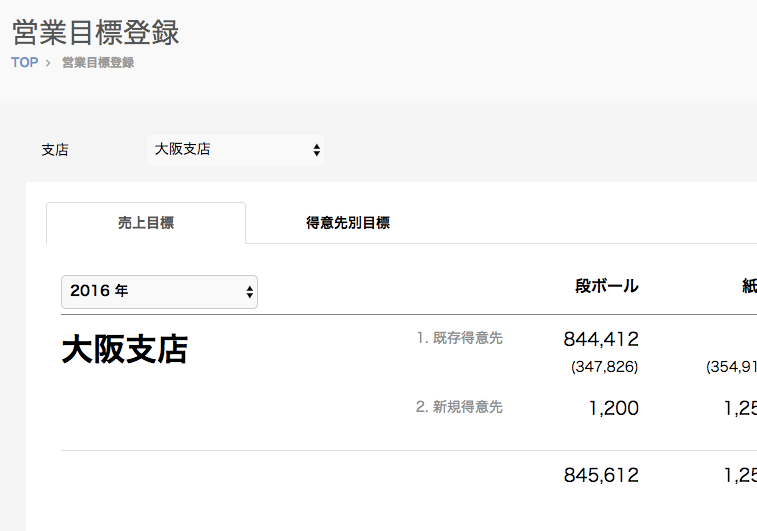 営業目標登録
TOP › 営業目標登録
支店 大阪支店
売上目標 得意先別目標
2016 年 段ボール 紙
大阪支店 1. 既存得意先 844,412
(347,826) (354,91
2. 新規得意先 1,200 1,25
845,612 1,25